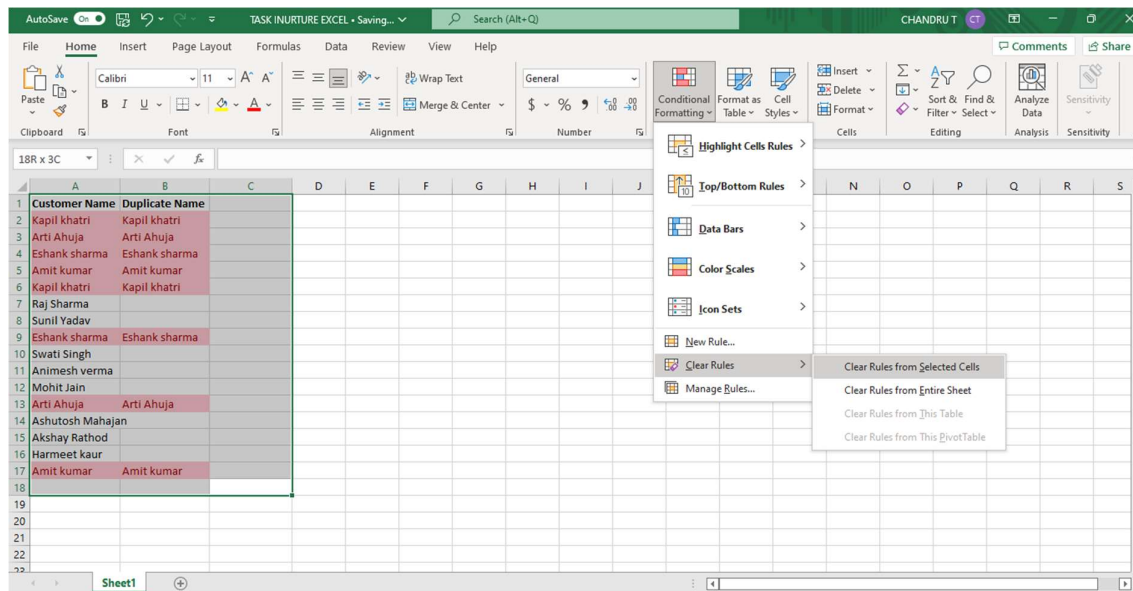 AutoSave On TASK INURTURE EXCEL • Saving... Search (Alt+Q) CHANDRU T CT
File Home Insert Page Layout Formulas Data Review View Help Comments Share
Paste Calibri 11 A^ A˅ B I U A ab Wrap Text Merge & Center General $ % 9 Conditional Formatting Format as Table Cell Styles Insert Delete Format Σ Sort & Filter Find & Select Analyze Data Sensitivity
Clipboard Font Alignment Number Cells Editing Analysis Sensitivity
18R x 3C fx
A B C D E F G H I J N O P Q R S
1 Customer Name Duplicate Name
2 Kapil khatri Kapil khatri
3 Arti Ahuja Arti Ahuja
4 Eshank sharma Eshank sharma
5 Amit kumar Amit kumar
6 Kapil khatri Kapil khatri
7 Raj Sharma
8 Sunil Yadav
9 Eshank sharma Eshank sharma
10 Swati Singh
11 Animesh verma
12 Mohit Jain
13 Arti Ahuja Arti Ahuja
14 Ashutosh Mahajan
15 Akshay Rathod
16 Harmeet kaur
17 Amit kumar Amit kumar
18
19
20
21
22
23
Highlight Cells Rules
Top/Bottom Rules
10
Data Bars
Color Scales
Icon Sets
New Rule...
Clear Rules
Manage Rules...
Clear Rules from Selected Cells
Clear Rules from Entire Sheet
Clear Rules from This Table
Clear Rules from This PivotTable
Sheet1